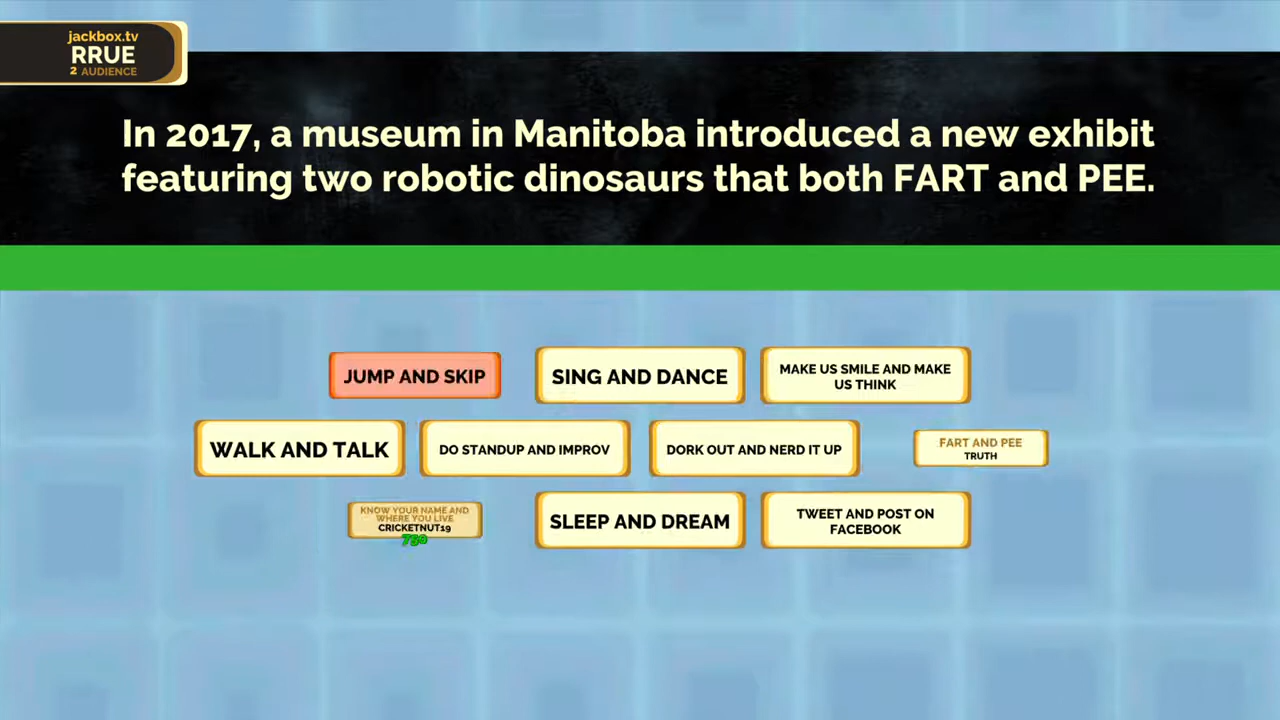 jackbox.tv
RRUE
2 AUDIENCE
In 2017, a museum in Manitoba introduced a new exhibit
featuring two robotic dinosaurs that both FART and PEE.
JUMP AND SKIP
SING AND DANCE
MAKE US SMILE AND MAKE
US THINK
WALK AND TALK
DO STANDUP AND IMPROV
DORK OUT AND NERD IT UP
FART AND PEE
TRUTH
KNOW YOUR NAME AND
WHERE YOU LIVE
CRICKETNUT19
SLEEP AND DREAM
TWEET AND POST ON
FACEBOOK